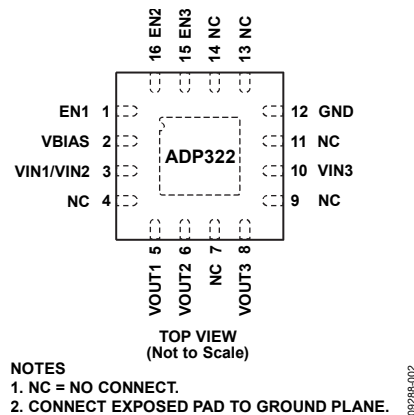 16 EN2
15 EN3
14 NC
13 NC
EN1 1
VBIAS 2
VIN1/VIN2 3
NC 4
ADP322
12 GND
11 NC
10 VIN3
9 NC
VOUT1 5
VOUT2 6
NC 7
VOUT3 8
TOP VIEW
(Not to Scale)
NOTES
1. NC = NO CONNECT.
2. CONNECT EXPOSED PAD TO GROUND PLANE.
09288-002